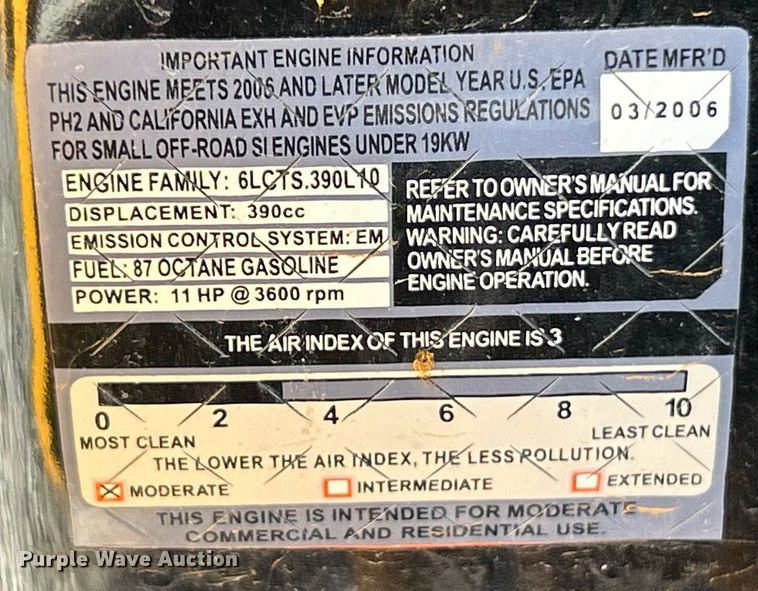 IMPORTANT ENGINE INFORMATION
THIS ENGINE MEETS 2006 AND LATER MODEL YEAR U.S. EPA
PH2 AND CALIFORNIA EXH AND EVP EMISSIONS REGULATIONS
FOR SMALL OFF-ROAD SI ENGINES UNDER 19KW
DATE MFR'D
03/2006
ENGINE FAMILY: 6LCTS.390L10
DISPLACEMENT: 390cc
EMISSION CONTROL SYSTEM: EM
FUEL: 87 OCTANE GASOLINE
POWER: 11 HP @ 3600 rpm
REFER TO OWNER'S MANUAL FOR
MAINTENANCE SPECIFICATIONS.
WARNING: CAREFULLY READ
OWNER'S MANUAL BEFORE
ENGINE OPERATION.
THE AIR INDEX OF THIS ENGINE IS 3
0 2 4 6 8 10
MOST CLEAN LEAST CLEAN
THE LOWER THE AIR INDEX, THE LESS POLLUTION.
MODERATE INTERMEDIATE EXTENDED
THIS ENGINE IS INTENDED FOR MODERATE
COMMERCIAL AND RESIDENTIAL USE.
Purple Wave Auction